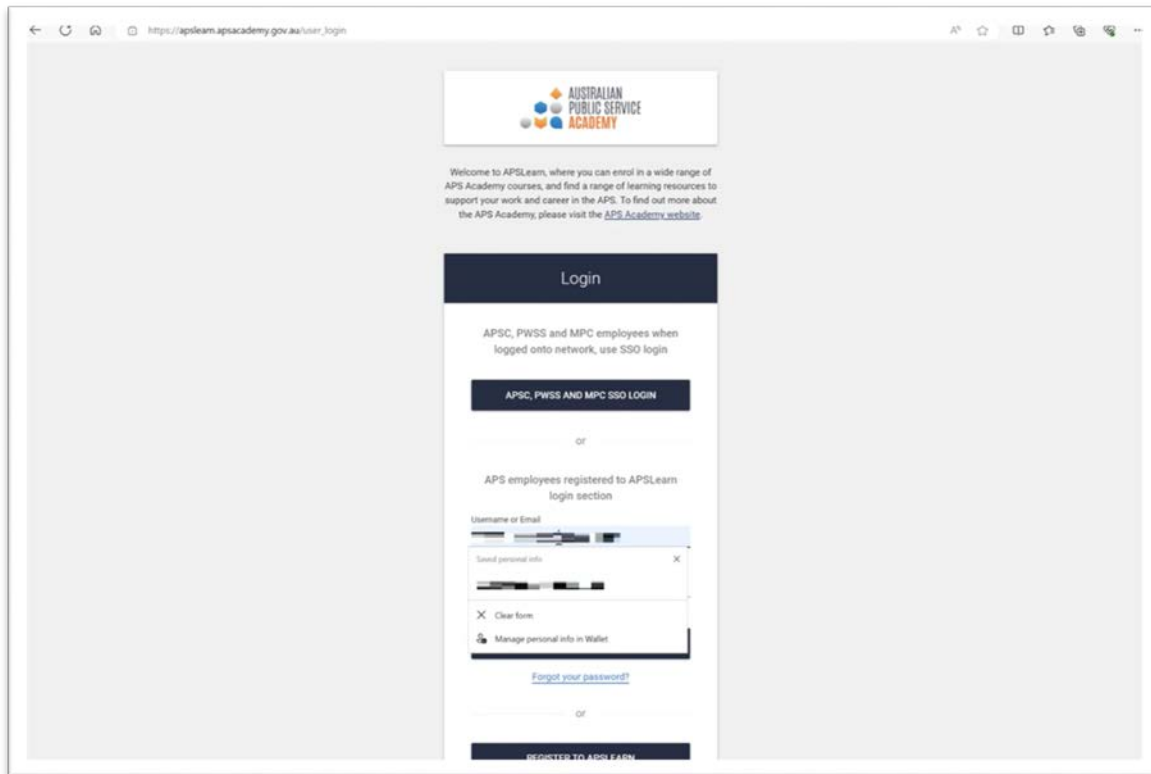 https://apslearn.apsacademy.gov.au/user_login
AUSTRALIAN
PUBLIC SERVICE
ACADEMY
Welcome to APSLearn, where you can enrol in a wide range of
APS Academy courses, and find a range of learning resources to
support your work and career in the APS. To find out more about
the APS Academy, please visit the APS Academy website.
Login
APSC, PWSS and MPC employees when
logged onto network, use SSO login
APSC, PWSS AND MPC SSO LOGIN
or
APS employees registered to APSLearn
login section
Username or Email
Saved personal info
Clear form
Manage personal info in Wallet
Forgot your password?
or
REGISTER TO APSLEARN